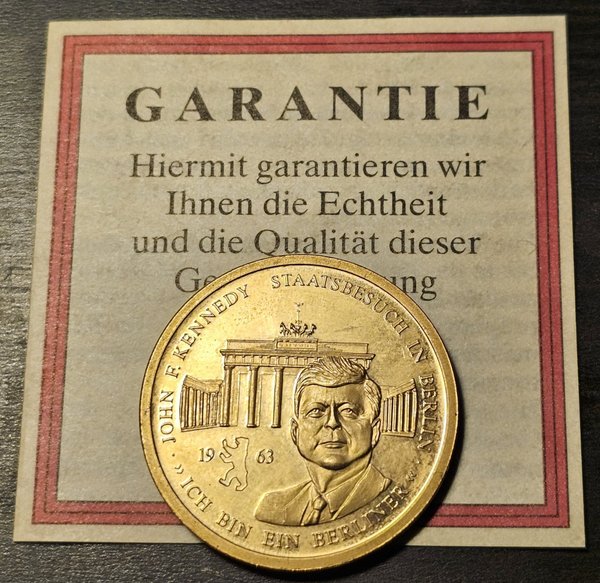 GARANTIE
Hiermit garantieren wir
Ihnen die Echtheit
und die Qualität dieser
JOHN F. KENNEDY STAATSBESUCH IN BERLIN
19 63
„ICH BIN EIN BERLINER...“